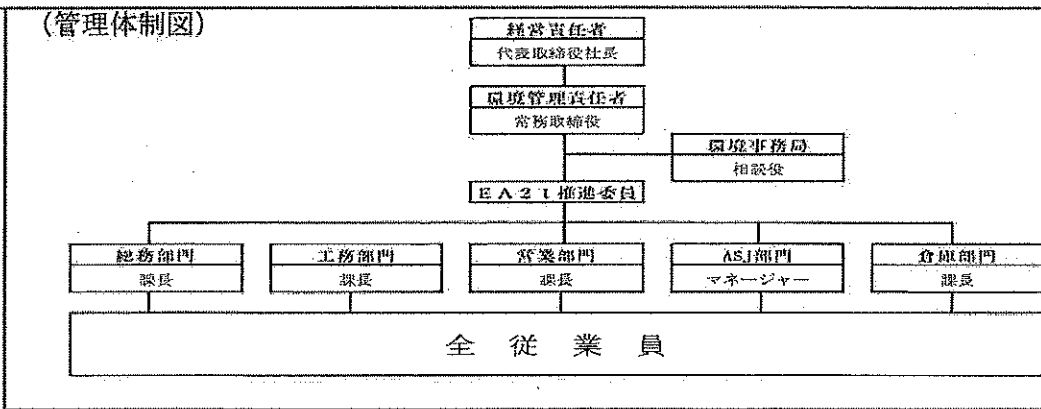 (管理体制図)
経営責任者
代表取締役社長
環境管理責任者
常務取締役
環境事務局
相談役
EA21推進委員
総務部門 工務部門 営業部門 ASJ部門 倉庫部門
課長 課長 課長 マネージャー 課長
全従業員